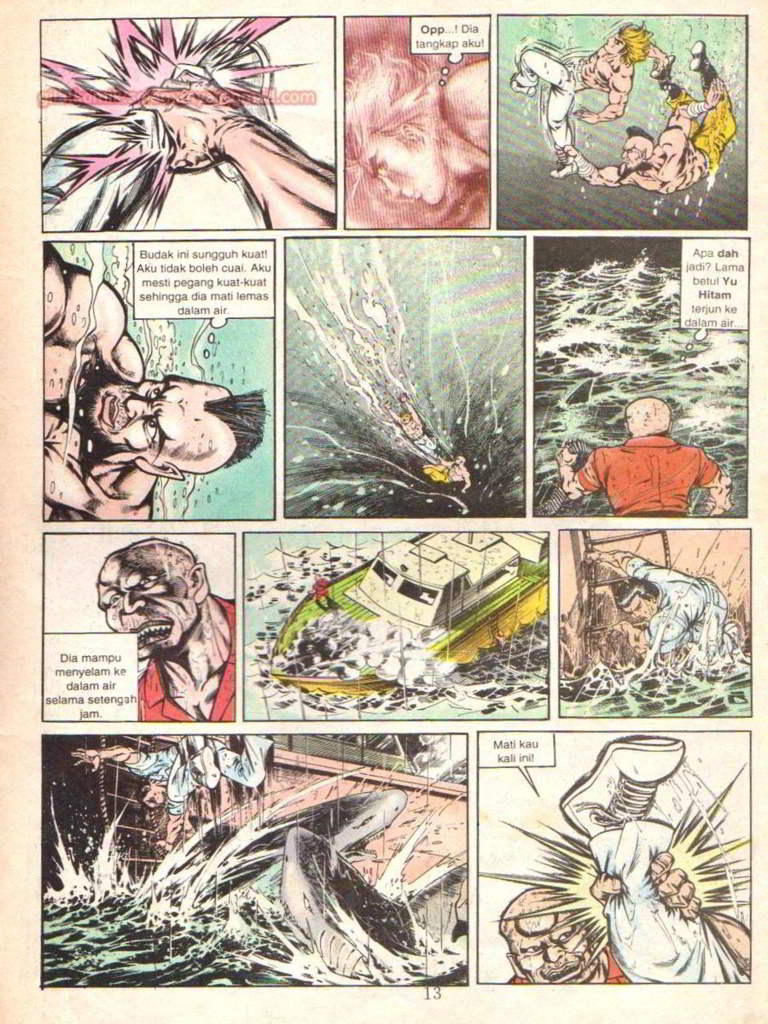 Opp...! Dia
tangkap aku!
Budak ini sungguh kuat!
Aku tidak boleh cuai. Aku
mesti pegang kuat-kuat
sehingga dia mati lemas
dalam air.
Apa dah
jadi? Lama
betul Yu
Hitam
terjun ke
dalam air...
Dia mampu
menyelam ke
dalam air
selama setengah
jam.
Mati kau
kali ini!
13